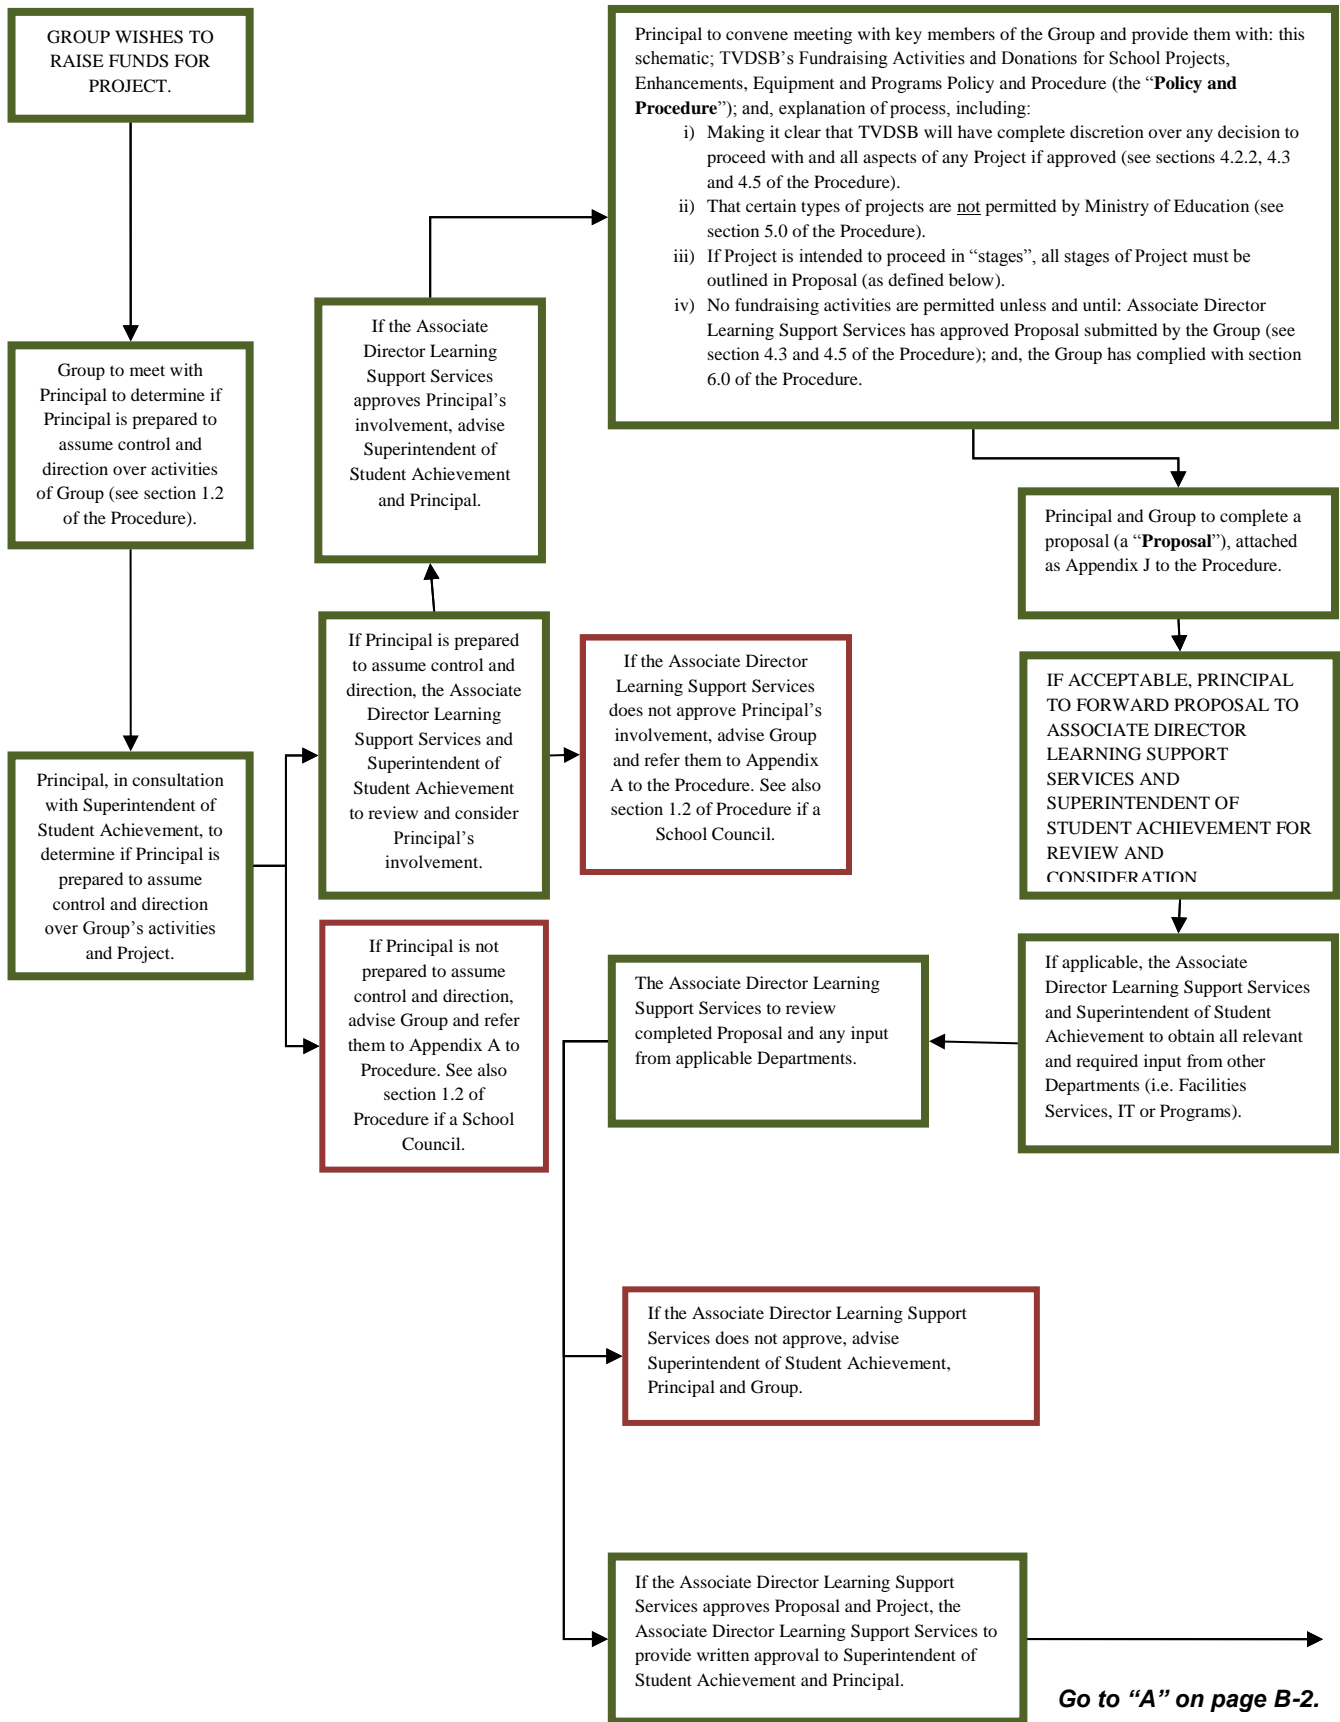 GROUP WISHES TO
RAISE FUNDS FOR
PROJECT.
Group to meet with
Principal to determine if
Principal is prepared to
assume control and
direction over activities
of Group (see section 1.2
of the Procedure).
Principal, in consultation
with Superintendent of
Student Achievement, to
determine if Principal is
prepared to assume
control and direction
over Group’s activities
and Project.
If Principal is prepared
to assume control and
direction, the Associate
Director Learning
Support Services and
Superintendent of
Student Achievement
to review and consider
Principal’s
involvement.
If Principal is not
prepared to assume
control and direction,
advise Group and refer
them to Appendix A to
Procedure. See also
section 1.2 of
Procedure if a School
Council.
If the Associate Director
Learning Support Services
does not approve Principal’s
involvement, advise Group
and refer them to Appendix
A to the Procedure. See also
section 1.2 of Procedure if a
School Council.
If the Associate
Director Learning
Support Services
approves Principal’s
involvement, advise
Superintendent of
Student Achievement
and Principal.
Principal to convene meeting with key members of the Group and provide them with: this
schematic; TVDSB’s Fundraising Activities and Donations for School Projects,
Enhancements, Equipment and Programs Policy and Procedure (the “Policy and
Procedure”); and, explanation of process, including:
i) Making it clear that TVDSB will have complete discretion over any decision to
proceed with and all aspects of any Project if approved (see sections 4.2.2, 4.3
and 4.5 of the Procedure).
ii) That certain types of projects are not permitted by Ministry of Education (see
section 5.0 of the Procedure).
iii) If Project is intended to proceed in “stages”, all stages of Project must be
outlined in Proposal (as defined below).
iv) No fundraising activities are permitted unless and until: Associate Director
Learning Support Services has approved Proposal submitted by the Group (see
section 4.3 and 4.5 of the Procedure); and, the Group has complied with section
6.0 of the Procedure.
Principal and Group to complete a
proposal (a “Proposal”), attached
as Appendix J to the Procedure.
IF ACCEPTABLE, PRINCIPAL
TO FORWARD PROPOSAL TO
ASSOCIATE DIRECTOR
LEARNING SUPPORT
SERVICES AND
SUPERINTENDENT OF
STUDENT ACHIEVEMENT FOR
REVIEW AND
CONSIDERATION
If applicable, the Associate
Director Learning Support Services
and Superintendent of Student
Achievement to obtain all relevant
and required input from other
Departments (i.e. Facilities
Services, IT or Programs).
The Associate Director Learning
Support Services to review
completed Proposal and any input
from applicable Departments.
If the Associate Director Learning Support
Services does not approve, advise
Superintendent of Student Achievement,
Principal and Group.
If the Associate Director Learning Support
Services approves Proposal and Project, the
Associate Director Learning Support Services to
provide written approval to Superintendent of
Student Achievement and Principal.
Go to “A” on page B-2.